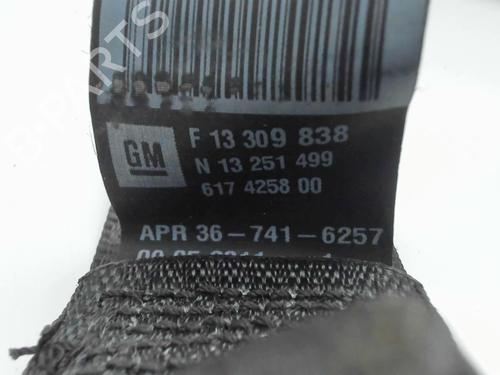 GM
F 13 309 838
N 13 251 499
617 4258 00
APR 36-741-6257